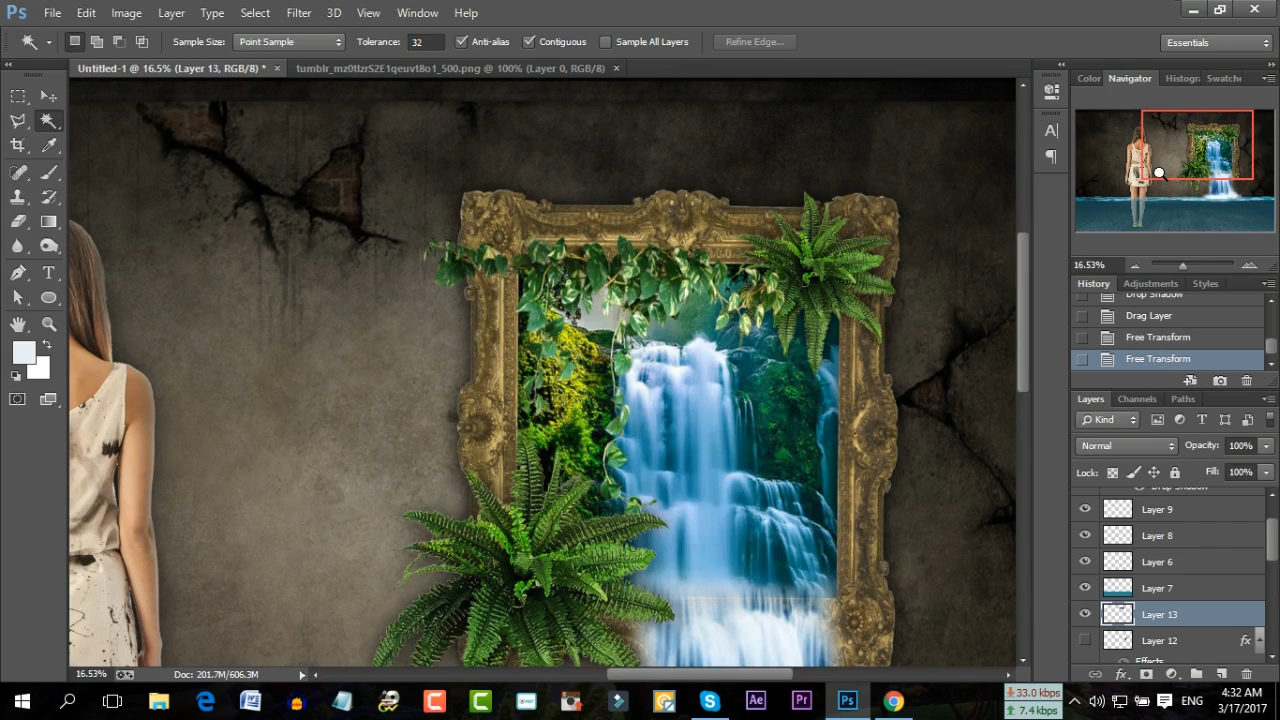 Ps File Edit Image Layer Type Select Filter 3D View Window Help
Sample Size: Point Sample Tolerance: 32 Anti-alias Contiguous Sample All Layers Refine Edge... Essentials
Untitled-1 @ 16.5% (Layer 13, RGB/8) * × tumblr_mz0tlzrS2E1qeuvt8o1_500.png @ 100% (Layer 0, RGB/8) ×
Color Navigator Histogr Swatch
16.53%
History Adjustments Styles
Drop Shadow
Drag Layer
Free Transform
Free Transform
Layers Channels Paths
Kind
Normal Opacity: 100%
Lock: Fill: 100%
Drop Shadow
Layer 9
Layer 8
Layer 6
Layer 7
Layer 13
Layer 12 fx
Effects
16.53% Doc: 201.7M/606.3M
33.0 kbps
7.4 kbps
ENG
4:32 AM
3/17/2017